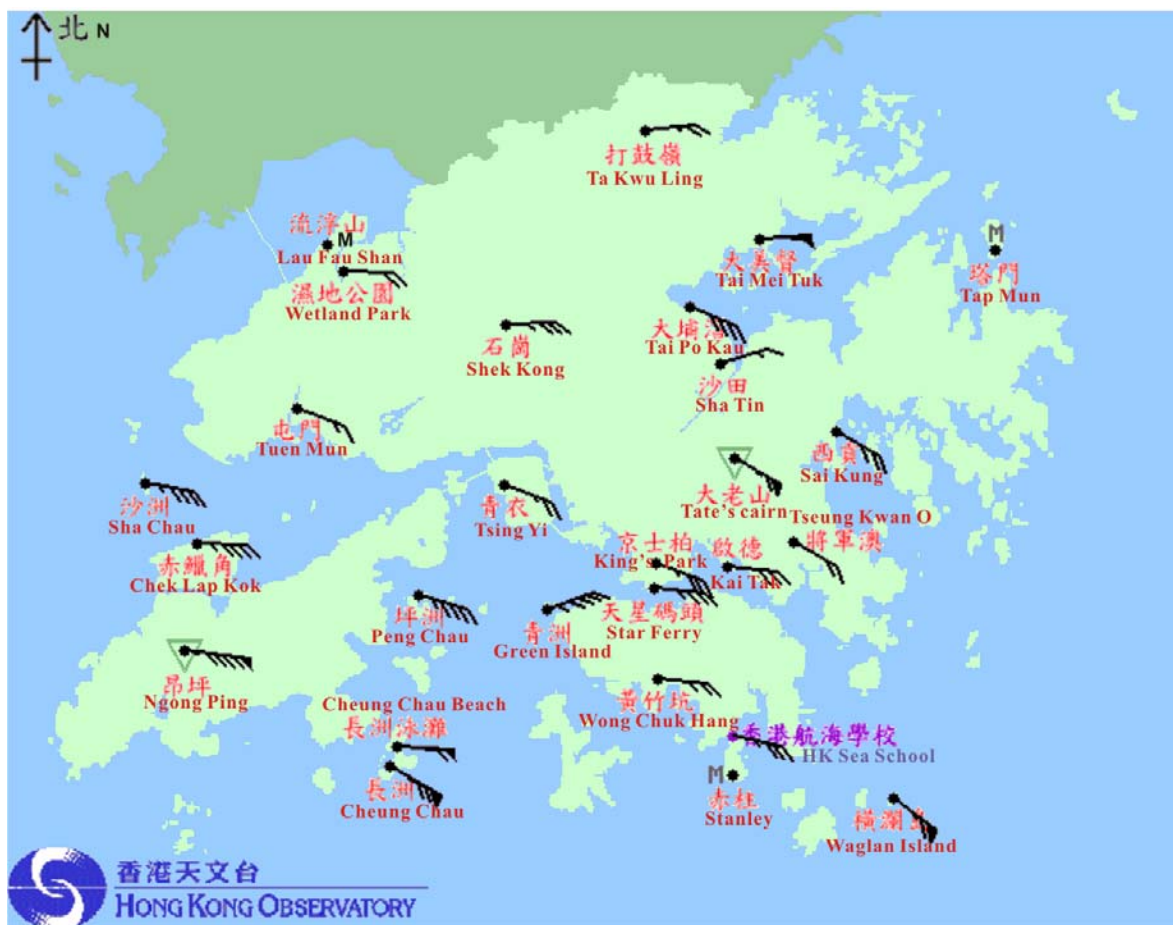 北 N
打鼓嶺
Ta Kwu Ling
流浮山
M
Lau Fau Shan
濕地公園
Wetland Park
大美督
Tai Mei Tuk
M
塔門
Tap Mun
石崗
Shek Kong
大埔滘
Tai Po Kau
沙田
Sha Tin
屯門
Tuen Mun
西貢
Sai Kung
沙洲
Sha Chau
青衣
Tsing Yi
大老山
Tate's cairn
Tseung Kwan O
將軍澳
赤鱲角
Chek Lap Kok
京士柏
King's Park
啟德
Kai Tak
坪洲
Peng Chau
青洲
Green Island
天星碼頭
Star Ferry
昂坪
Ngong Ping
Cheung Chau Beach
長洲泳灘
黃竹坑
Wong Chuk Hang
香港航海學校
HK Sea School
長洲
Cheung Chau
M
赤柱
Stanley
橫瀾島
Waglan Island
香港天文台
HONG KONG OBSERVATORY